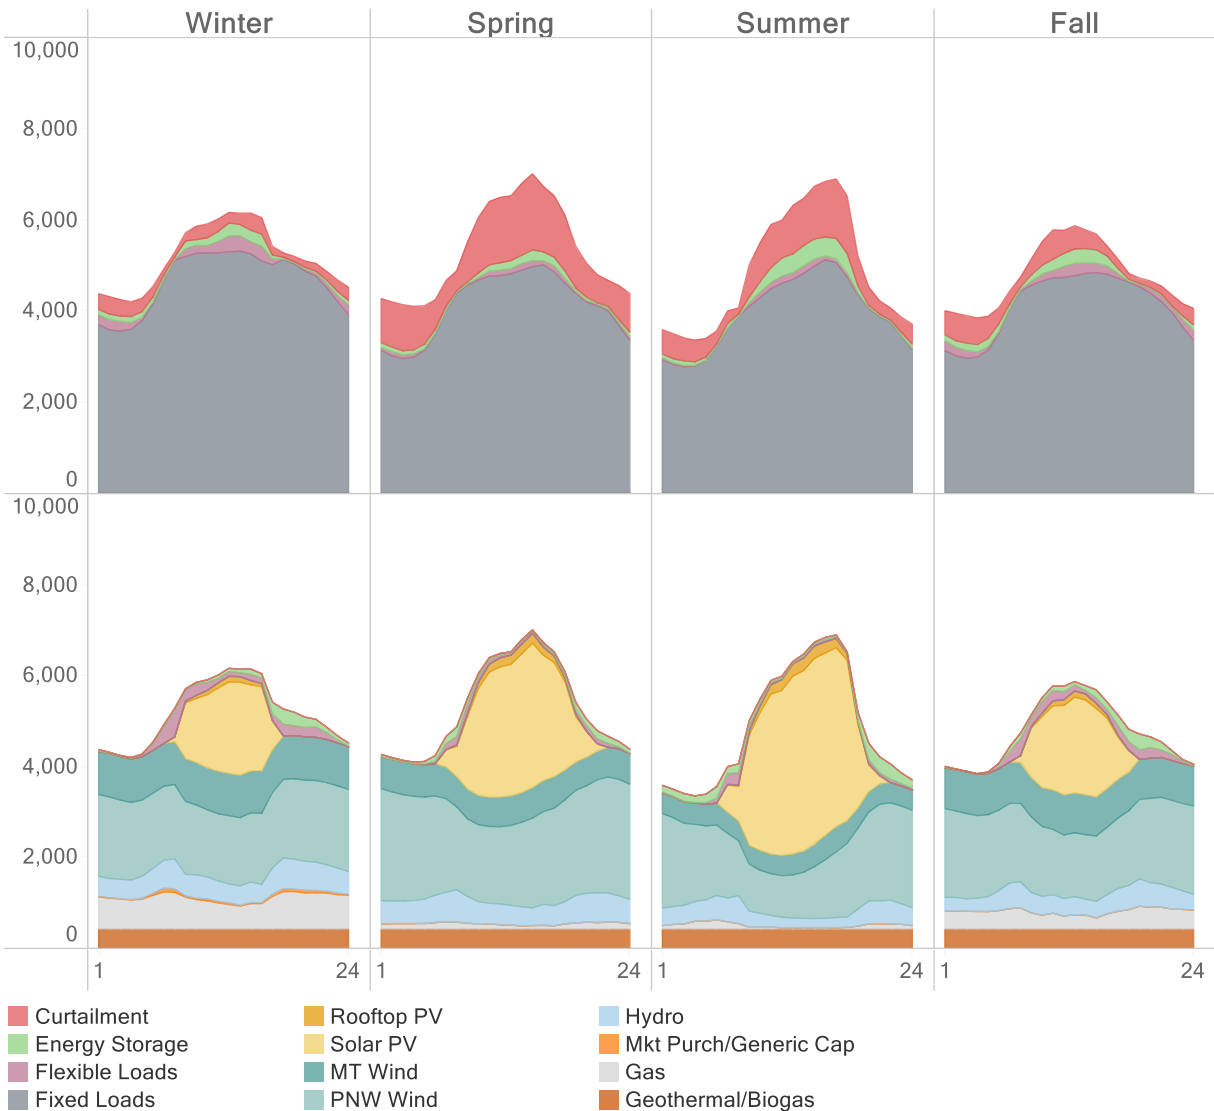 Winter Spring Summer Fall
10,000
8,000
6,000
4,000
2,000
0
10,000
8,000
6,000
4,000
2,000
0
1 24 1 24 1 24 1 24
Curtailment Rooftop PV Hydro
Energy Storage Solar PV Mkt Purch/Generic Cap
Flexible Loads MT Wind Gas
Fixed Loads PNW Wind Geothermal/Biogas